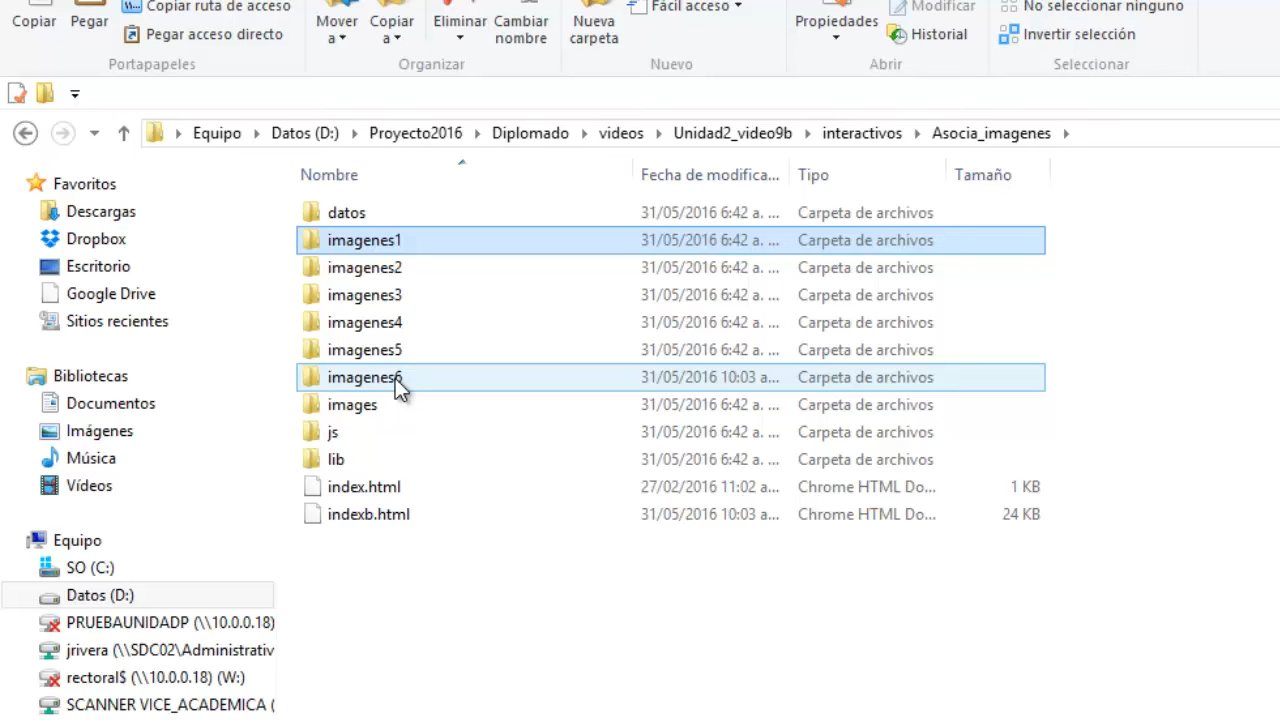 Copiar
Pegar
Copiar ruta de acceso
Pegar acceso directo
Portapapeles
Mover a
Copiar a
Eliminar
Cambiar nombre
Organizar
Nueva carpeta
Fácil acceso
Nuevo
Propiedades
Modificar
Historial
Abrir
No seleccionar ninguno
Invertir selección
Seleccionar
Equipo Datos (D:) Proyecto2016 Diplomado videos Unidad2_video9b interactivos Asocia_imagenes
Favoritos
Descargas
Dropbox
Escritorio
Google Drive
Sitios recientes
Bibliotecas
Documentos
Imágenes
Música
Vídeos
Equipo
SO (C:)
Datos (D:)
PRUEBAUNIDADP (\\10.0.0.18)
jrivera (\\SDC02\Administrativ
rectoral$ (\\10.0.0.18) (W:)
SCANNER VICE_ACADEMICA (
Nombre Fecha de modifica... Tipo Tamaño
datos 31/05/2016 6:42 a. ... Carpeta de archivos
imagenes1 31/05/2016 6:42 a. ... Carpeta de archivos
imagenes2 31/05/2016 6:42 a. ... Carpeta de archivos
imagenes3 31/05/2016 6:42 a. ... Carpeta de archivos
imagenes4 31/05/2016 6:42 a. ... Carpeta de archivos
imagenes5 31/05/2016 6:42 a. ... Carpeta de archivos
imagenes6 31/05/2016 10:03 a... Carpeta de archivos
images 31/05/2016 6:42 a. ... Carpeta de archivos
js 31/05/2016 6:42 a. ... Carpeta de archivos
lib 31/05/2016 6:42 a. ... Carpeta de archivos
index.html 27/02/2016 11:02 a... Chrome HTML Do... 1 KB
indexb.html 31/05/2016 10:03 a... Chrome HTML Do... 24 KB